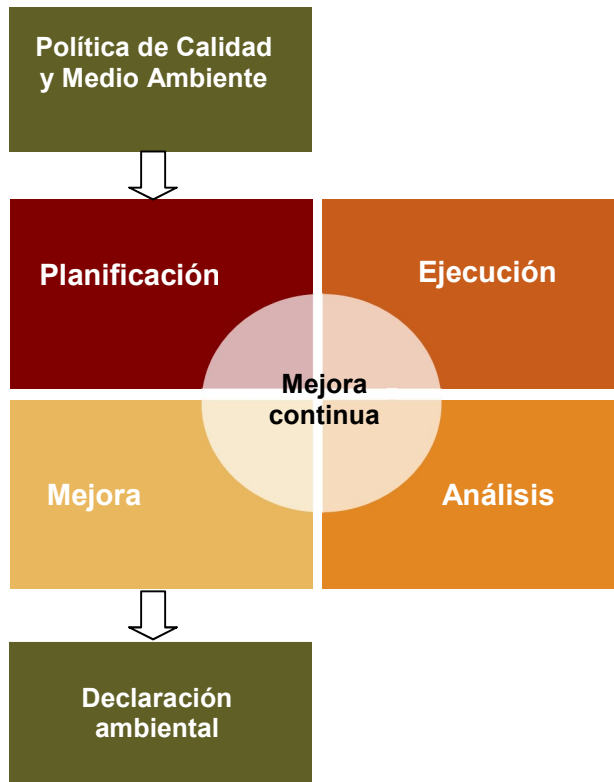 Política de Calidad
y Medio Ambiente
Planificación
Ejecución
Mejora
continua
Mejora
Análisis
Declaración
ambiental